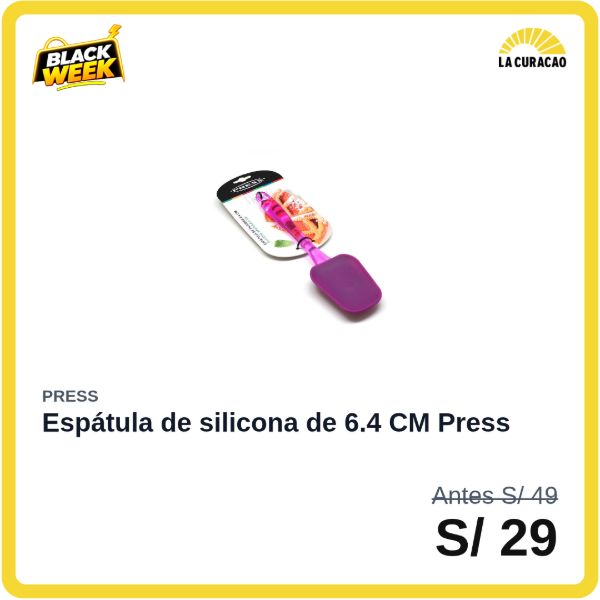 BLACK
WEEK
LA CURACAO
PRESS
Espátula de silicona de 6.4 CM Press
Antes S/ 49
S/ 29